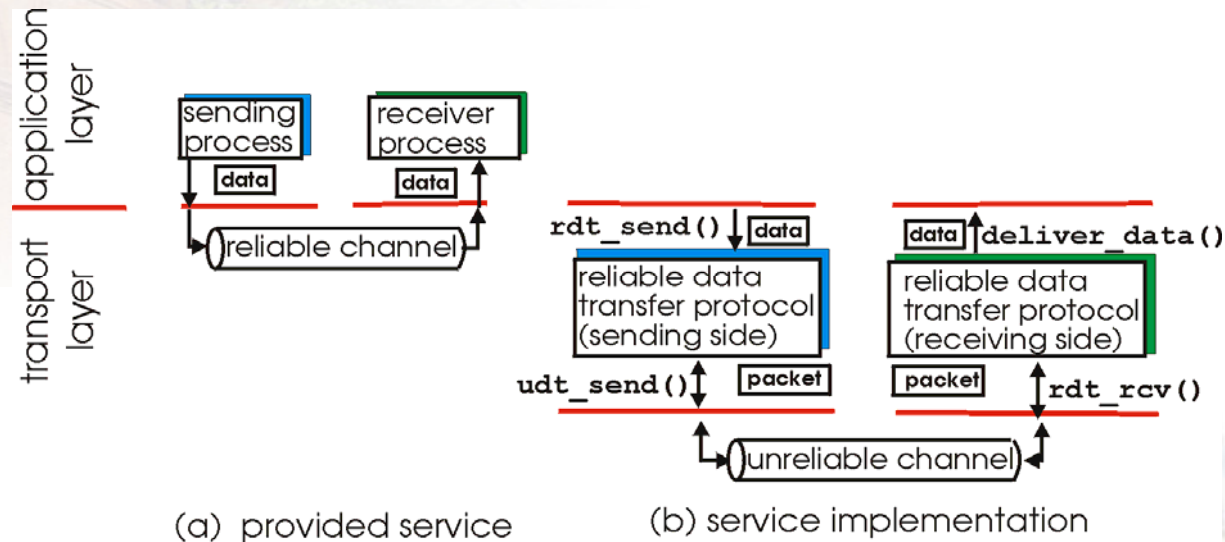 application
layer
transport
layer
sending
process
data
receiver
process
data
reliable channel
(a) provided service
rdt_send()
data
reliable data
transfer protocol
(sending side)
udt_send()
packet
data
deliver_data()
reliable data
transfer protocol
(receiving side)
packet
rdt_rcv()
unreliable channel
(b) service implementation